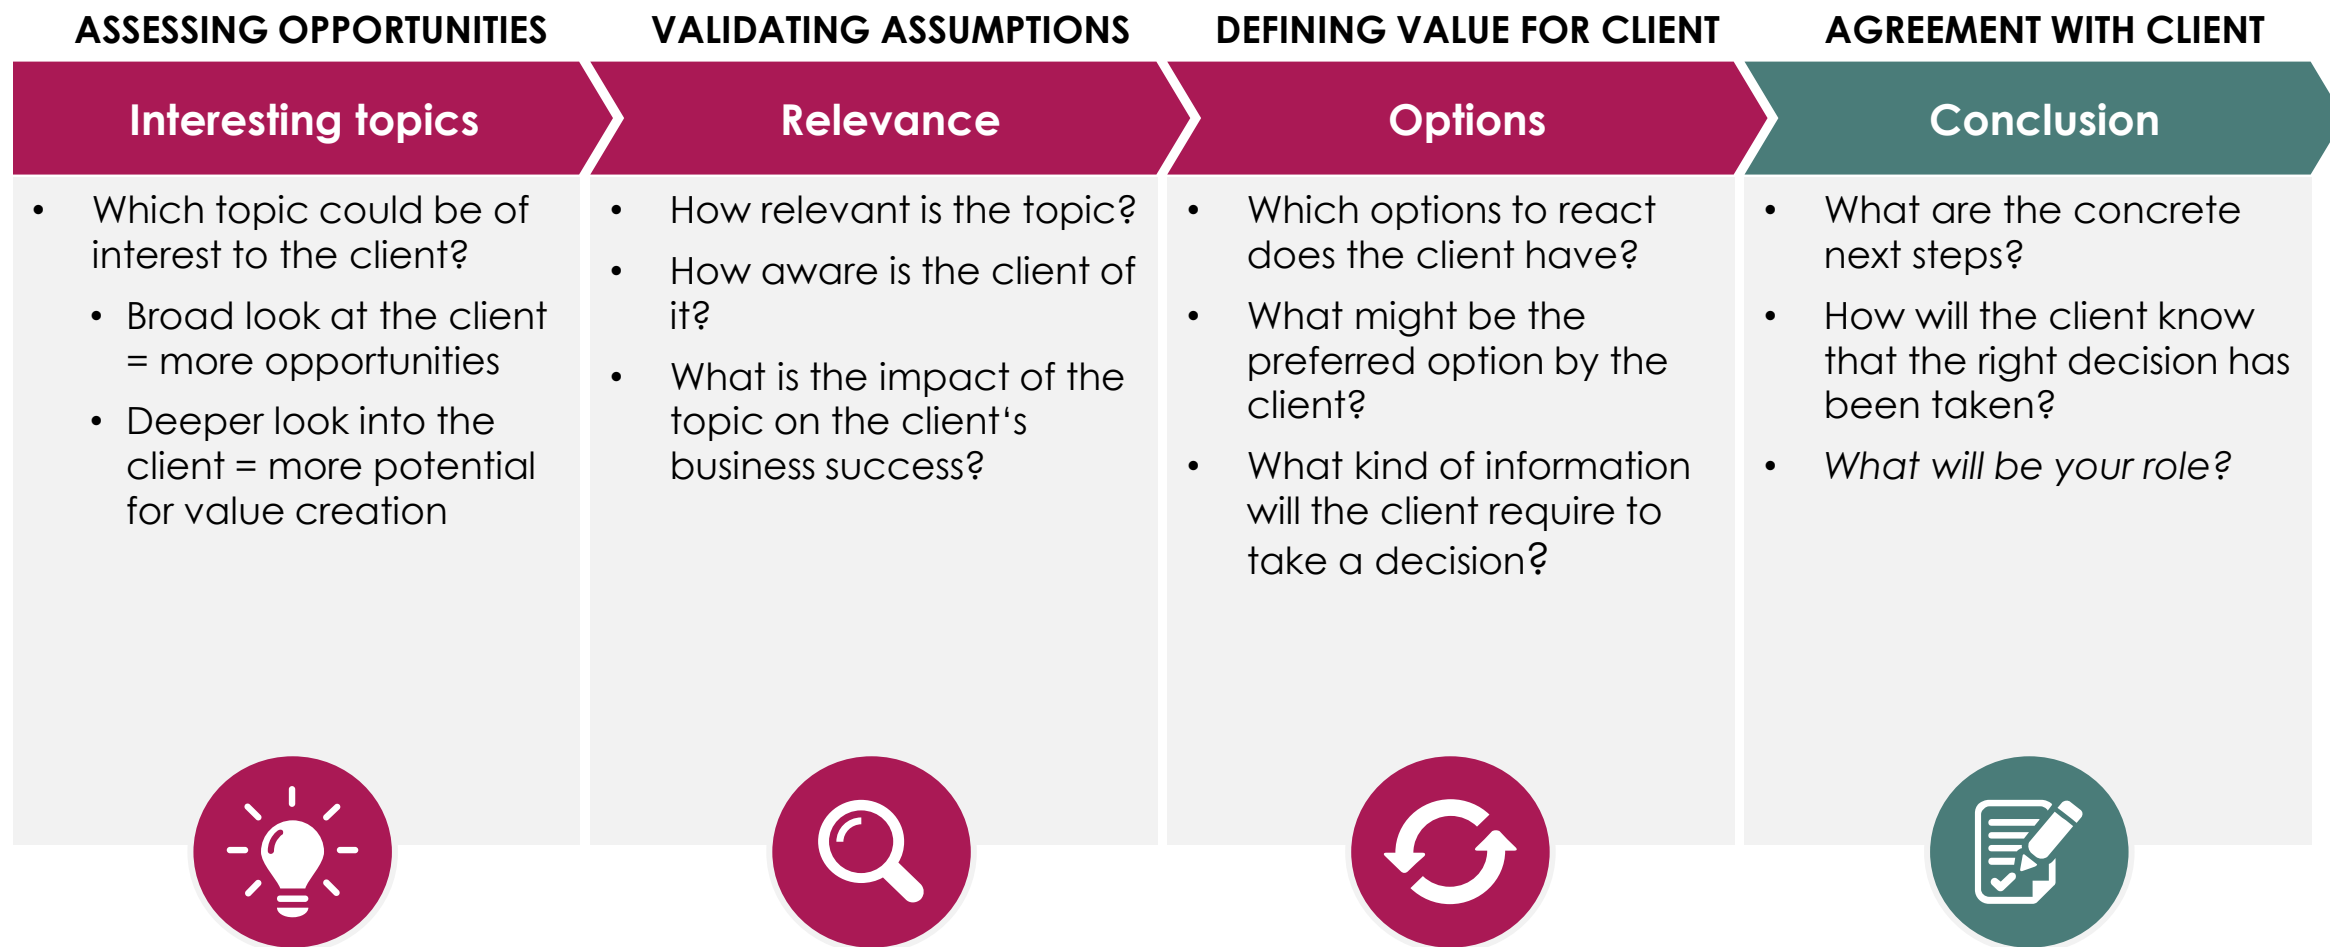 ASSESSING OPPORTUNITIES
Interesting topics
• Which topic could be of
interest to the client?
• Broad look at the client
= more opportunities
• Deeper look into the
client = more potential
for value creation
VALIDATING ASSUMPTIONS
Relevance
• How relevant is the topic?
• How aware is the client of
it?
• What is the impact of the
topic on the client‘s
business success?
DEFINING VALUE FOR CLIENT
Options
• Which options to react
does the client have?
• What might be the
preferred option by the
client?
• What kind of information
will the client require to
take a decision?
AGREEMENT WITH CLIENT
Conclusion
• What are the concrete
next steps?
• How will the client know
that the right decision has
been taken?
• What will be your role?